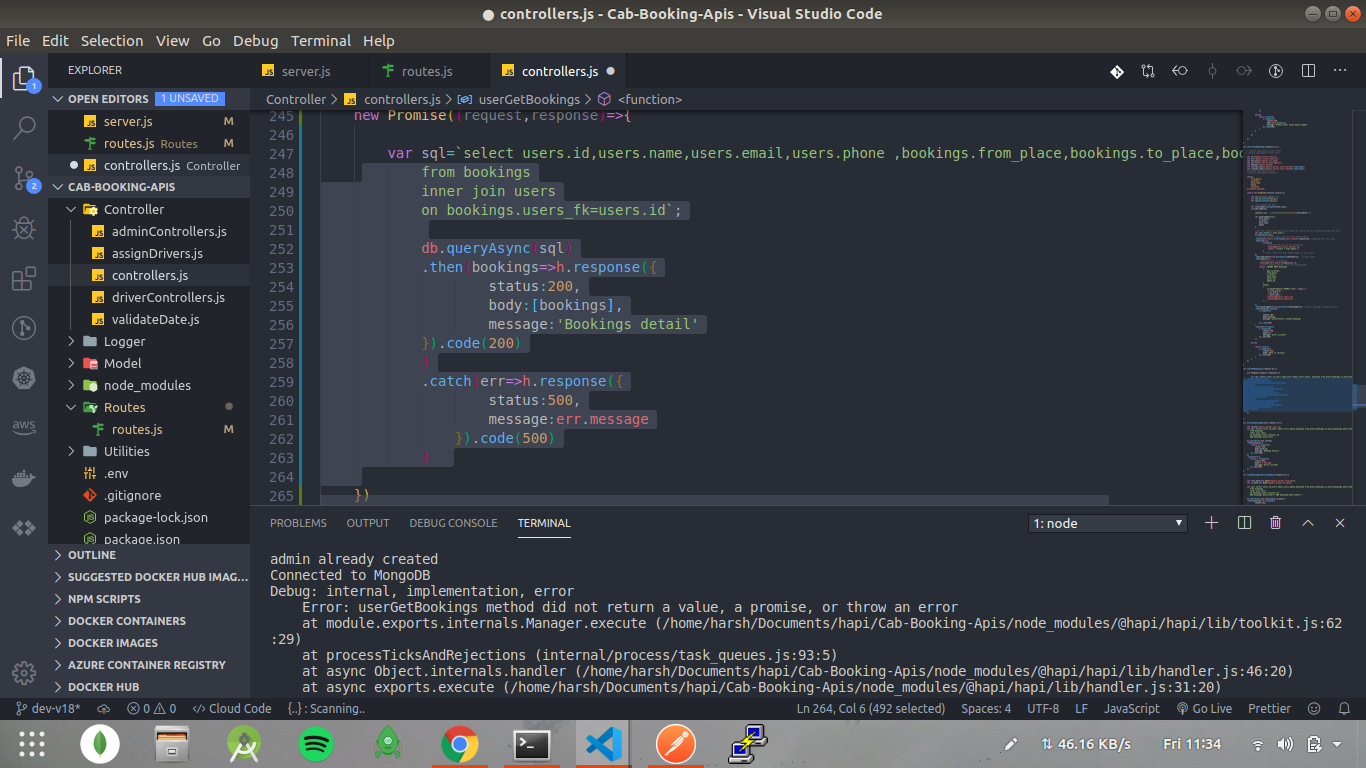 controllers.js - Cab-Booking-Apis - Visual Studio Code
File Edit Selection View Go Debug Terminal Help
EXPLORER
server.js
routes.js
controllers.js
OPEN EDITORS 1 UNSAVED
server.js M
routes.js Routes M
controllers.js Controller
CAB-BOOKING-APIS
Controller
adminControllers.js
assignDrivers.js
controllers.js
driverControllers.js
validateDate.js
Logger
Model
node_modules
Routes
routes.js M
Utilities
.env
.gitignore
package-lock.json
package.json
OUTLINE
SUGGESTED DOCKER HUB IMAG...
NPM SCRIPTS
DOCKER CONTAINERS
DOCKER IMAGES
AZURE CONTAINER REGISTRY
DOCKER HUB
1
2
aws
Controller > controllers.js > userGetBookings > <function>
245 new Promise((request,response)=>{
246
247 var sql=`select users.id,users.name,users.email,users.phone ,bookings.from_place,bookings.to_place,boo
248 from bookings
249 inner join users
250 on bookings.users_fk=users.id`;
251
252 db.queryAsync(sql)
253 .then(bookings=>h.response({
254 status:200,
255 body:[bookings],
256 message:'Bookings detail'
257 }).code(200)
258 )
259 .catch(err=>h.response({
260 status:500,
261 message:err.message
262 }).code(500)
263 )
264
265 })
PROBLEMS OUTPUT DEBUG CONSOLE TERMINAL
1: node
admin already created
Connected to MongoDB
Debug: internal, implementation, error
Error: userGetBookings method did not return a value, a promise, or throw an error
at module.exports.internals.Manager.execute (/home/harsh/Documents/hapi/Cab-Booking-Apis/node_modules/@hapi/hapi/lib/toolkit.js:62
:29)
at processTicksAndRejections (internal/process/task_queues.js:93:5)
at async Object.internals.handler (/home/harsh/Documents/hapi/Cab-Booking-Apis/node_modules/@hapi/hapi/lib/handler.js:46:20)
at async exports.execute (/home/harsh/Documents/hapi/Cab-Booking-Apis/node_modules/@hapi/hapi/lib/handler.js:31:20)
dev-v18* 0 0 Cloud Code {..} : Scanning.. Ln 264, Col 6 (492 selected) Spaces: 4 UTF-8 LF JavaScript Go Live Prettier
46.16 KB/s Fri 11:34